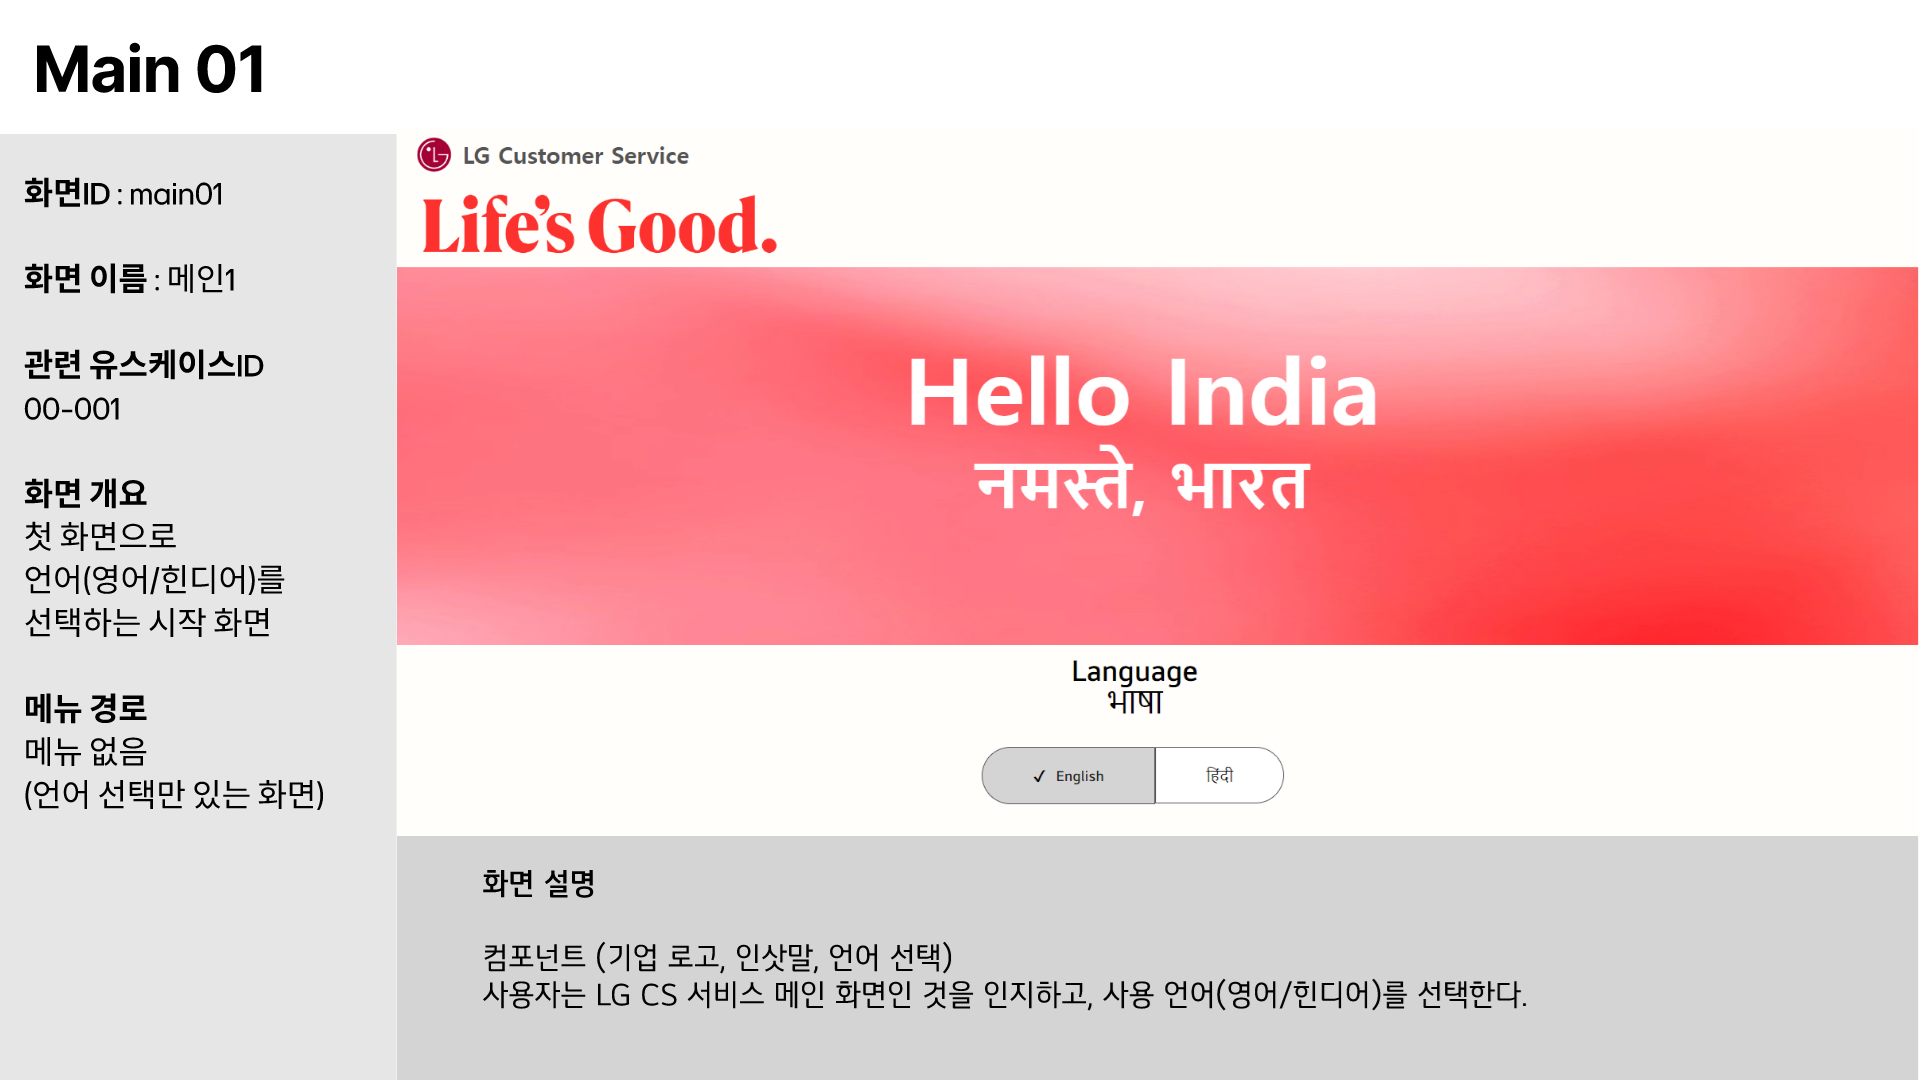 Main 01
화면ID : main01
화면 이름 : 메인1
관련 유스케이스ID
00-001
화면 개요
첫 화면으로
언어(영어/힌디어)를
선택하는 시작 화면
메뉴 경로
메뉴 없음
(언어 선택만 있는 화면)
LG Customer Service
Life's Good.
Hello India
नमस्ते, भारत
Language
भाषा
✓ English
हिंदी
화면 설명
컴포넌트 (기업 로고, 인삿말, 언어 선택)
사용자는 LG CS 서비스 메인 화면인 것을 인지하고, 사용 언어(영어/힌디어)를 선택한다.